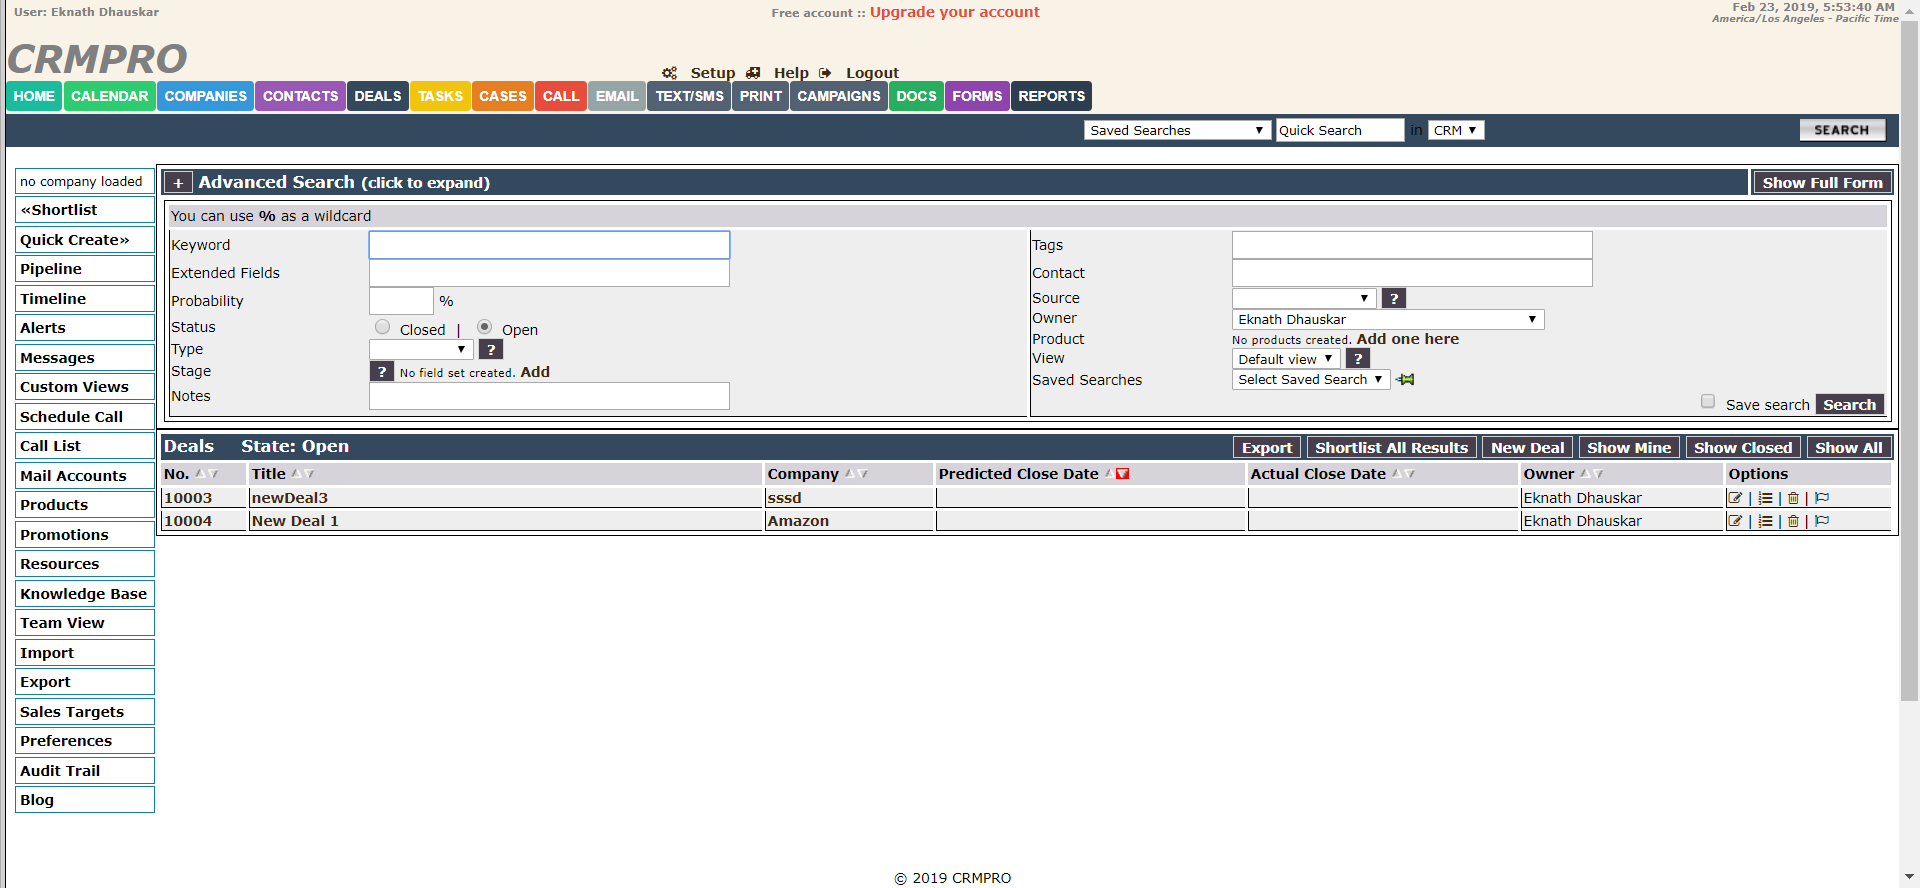 User: Eknath Dhauskar
Free account :: Upgrade your account
Feb 23, 2019, 5:53:40 AM
America/Los Angeles - Pacific Time
CRMPRO
Setup Help Logout
HOME CALENDAR COMPANIES CONTACTS DEALS TASKS CASES CALL EMAIL TEXT/SMS PRINT CAMPAIGNS DOCS FORMS REPORTS
Saved Searches Quick Search in CRM SEARCH
no company loaded
«Shortlist
Quick Create»
Pipeline
Timeline
Alerts
Messages
Custom Views
Schedule Call
Call List
Mail Accounts
Products
Promotions
Resources
Knowledge Base
Team View
Import
Export
Sales Targets
Preferences
Audit Trail
Blog
+ Advanced Search (click to expand) Show Full Form
You can use % as a wildcard
Keyword
Extended Fields
Probability %
Status Closed | Open
Type ?
Stage ? No field set created. Add
Notes
Tags
Contact
Source ?
Owner Eknath Dhauskar
Product No products created. Add one here
View Default view ?
Saved Searches Select Saved Search
Save search Search
Deals State: Open Export Shortlist All Results New Deal Show Mine Show Closed Show All
No. Title Company Predicted Close Date Actual Close Date Owner Options
10003 newDeal3 sssd Eknath Dhauskar | | |
10004 New Deal 1 Amazon Eknath Dhauskar | | |
© 2019 CRMPRO